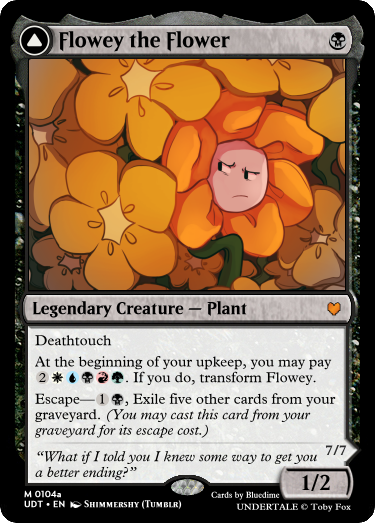 Flowey the Flower
Legendary Creature — Plant
Deathtouch
At the beginning of your upkeep, you may pay
2 . If you do, transform Flowey.
Escape—1 , Exile five other cards from your
graveyard. (You may cast this card from your
graveyard for its escape cost.)
7/7
“What if I told you I knew some way to get you
a better ending?”
1/2
M 0104a
UDT • EN Shimmershy (Tumblr)
Cards by Bluedime
UNDERTALE © Toby Fox